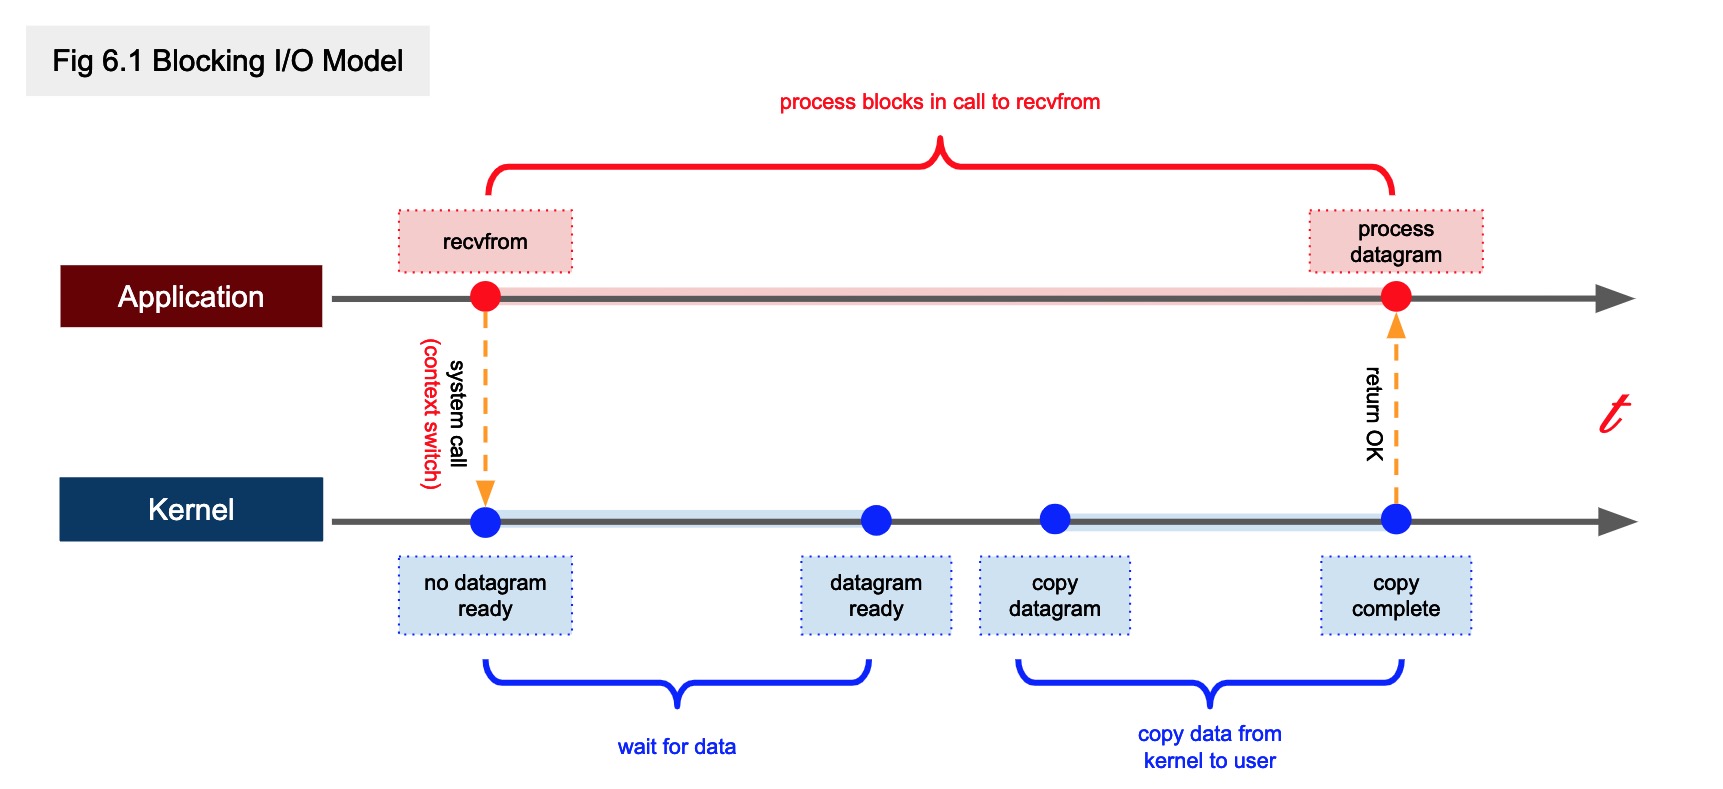 Fig 6.1 Blocking I/O Model
process blocks in call to recvfrom
recvfrom
process
datagram
Application
system call
(context switch)
return OK
t
Kernel
no datagram
ready
datagram
ready
copy
datagram
copy
complete
wait for data
copy data from
kernel to user